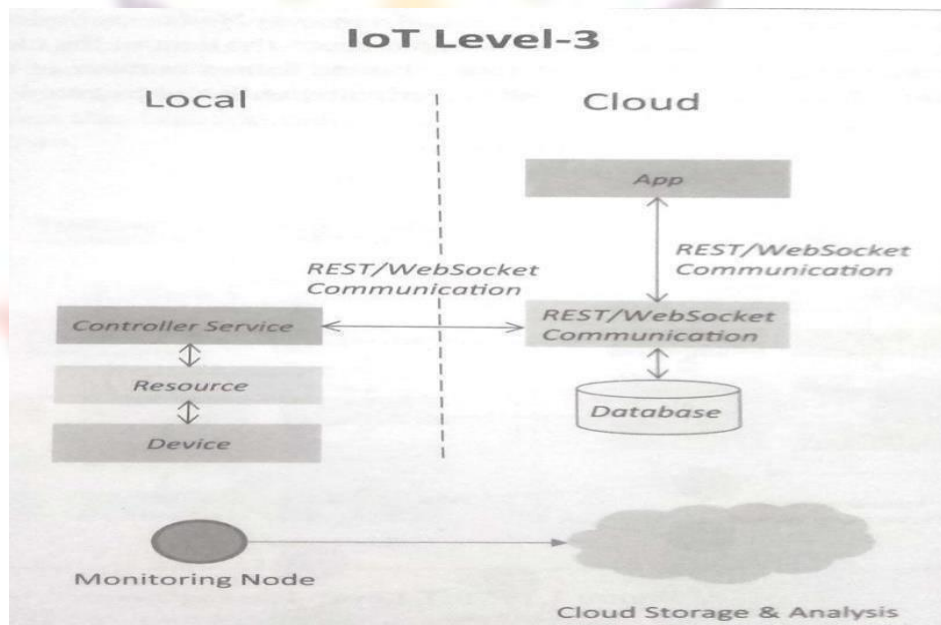 IoT Level-3
Local
Cloud
App
REST/WebSocket
Communication
REST/WebSocket
Communication
Controller Service
REST/WebSocket
Communication
Resource
Device
Database
Monitoring Node
Cloud Storage & Analysis